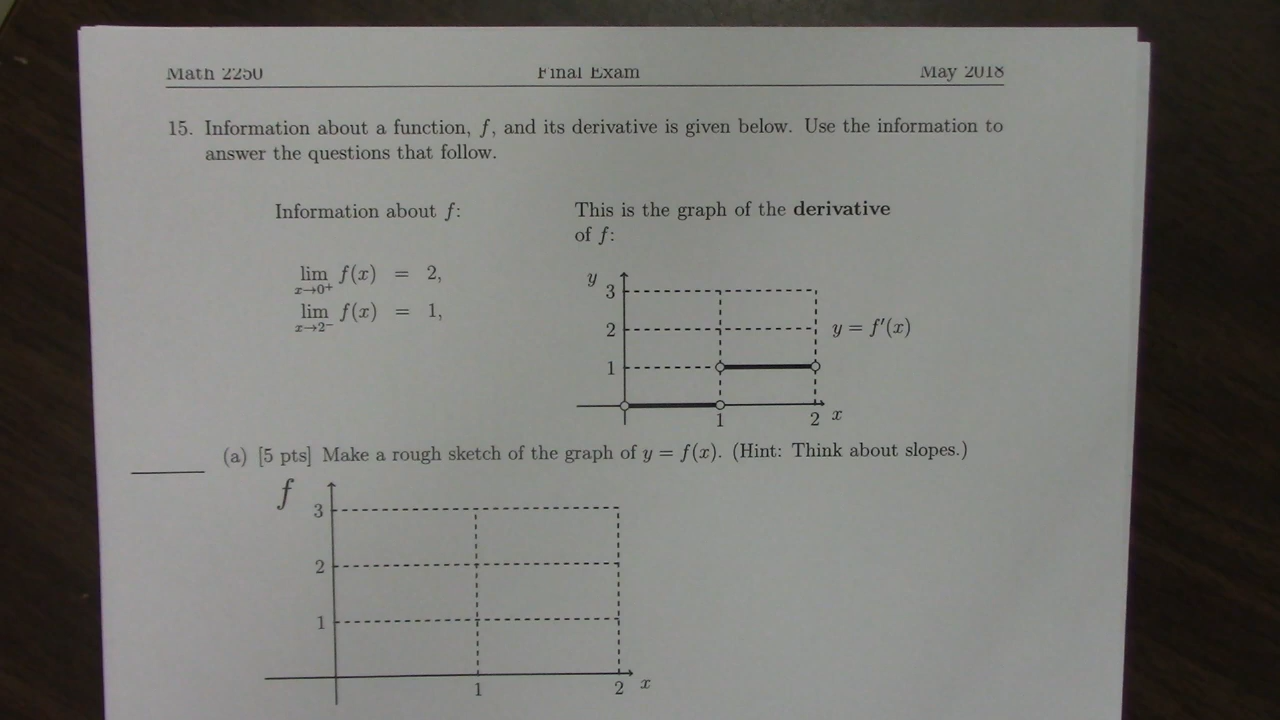 Math 2250 Final Exam May 2018
15. Information about a function, f, and its derivative is given below. Use the information to
answer the questions that follow.
Information about f:
lim f(x) = 2,
x→0⁺
lim f(x) = 1,
x→2⁻
This is the graph of the derivative
of f:
y
3
2
1
y = f′(x)
1 2 x
(a) [5 pts] Make a rough sketch of the graph of y = f(x). (Hint: Think about slopes.)
f
3
2
1
1 2 x